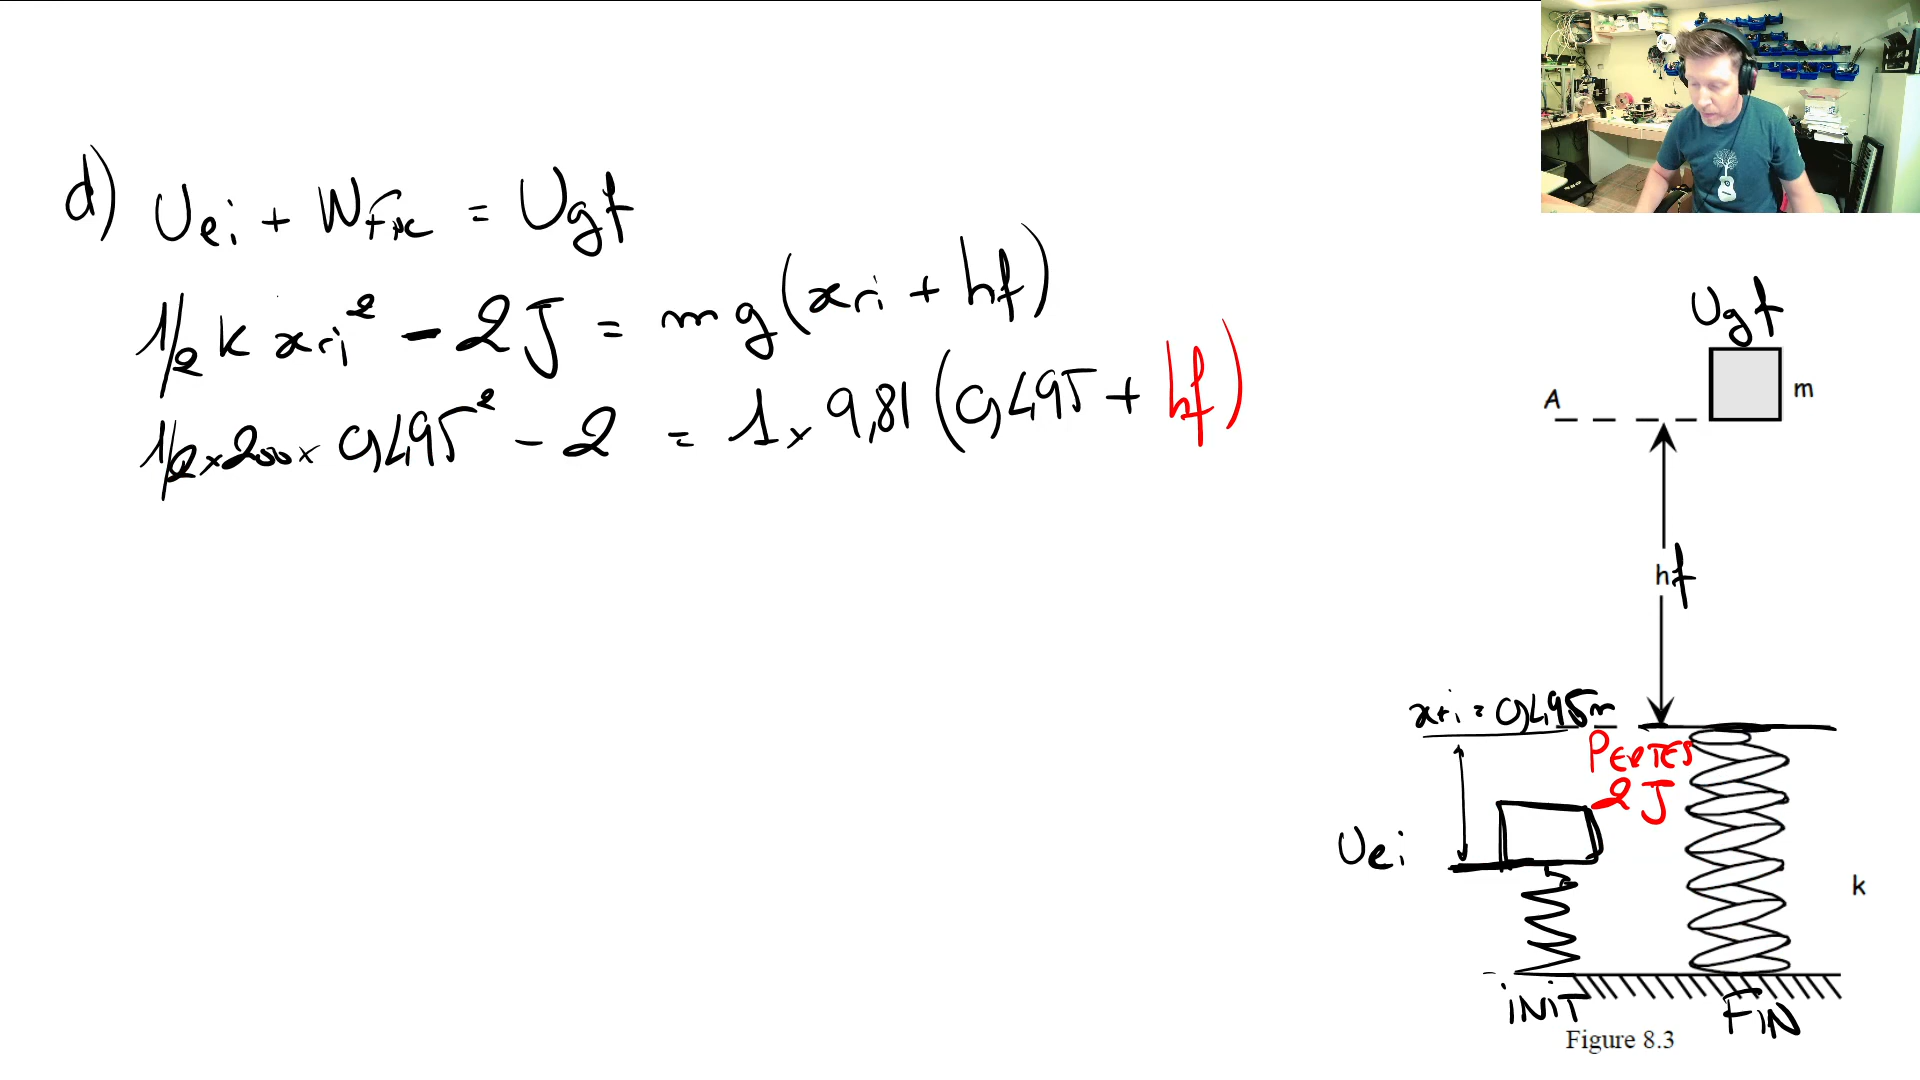 d) Uei + Wfric = Ugf
1/2 k xri² - 2J = mg(xri + hf)
1/2 x 200 x 0,495² - 2 = 1 x 9,81 (0,495 + hf)
Ugf
m
A
hf
xri = 0,495m
PERTES
2J
Uei
k
INIT
FIN
Figure 8.3